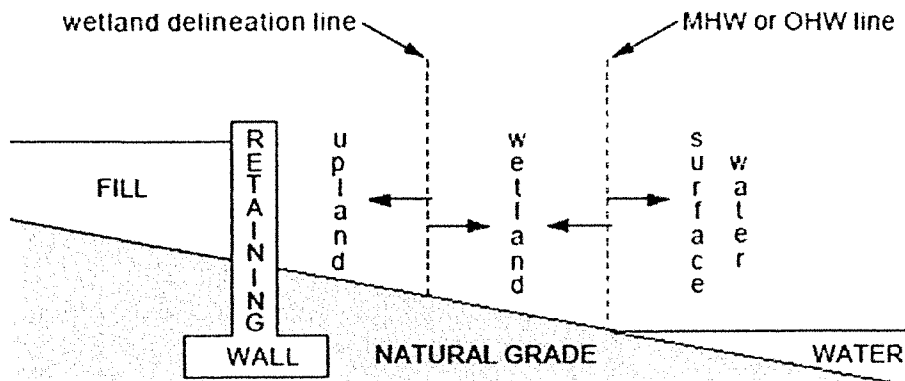 wetland delineation line
MHW or OHW line
FILL
RETAINING
WALL
upland
wetland
surface
water
NATURAL GRADE
WATER